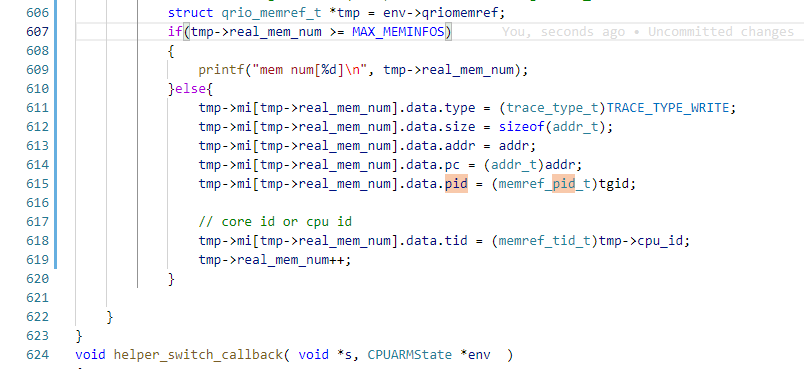 606 struct qrio_memref_t *tmp = env->qriomemref;
607 if(tmp->real_mem_num >= MAX_MEMINFOS) You, seconds ago • Uncommitted changes
608 {
609 printf("mem num[%d]\n", tmp->real_mem_num);
610 }else{
611 tmp->mi[tmp->real_mem_num].data.type = (trace_type_t)TRACE_TYPE_WRITE;
612 tmp->mi[tmp->real_mem_num].data.size = sizeof(addr_t);
613 tmp->mi[tmp->real_mem_num].data.addr = addr;
614 tmp->mi[tmp->real_mem_num].data.pc = (addr_t)addr;
615 tmp->mi[tmp->real_mem_num].data.pid = (memref_pid_t)tgid;
616
617 // core id or cpu id
618 tmp->mi[tmp->real_mem_num].data.tid = (memref_tid_t)tmp->cpu_id;
619 tmp->real_mem_num++;
620 }
621
622 }
623 }
624 void helper_switch_callback( void *s, CPUARMState *env )